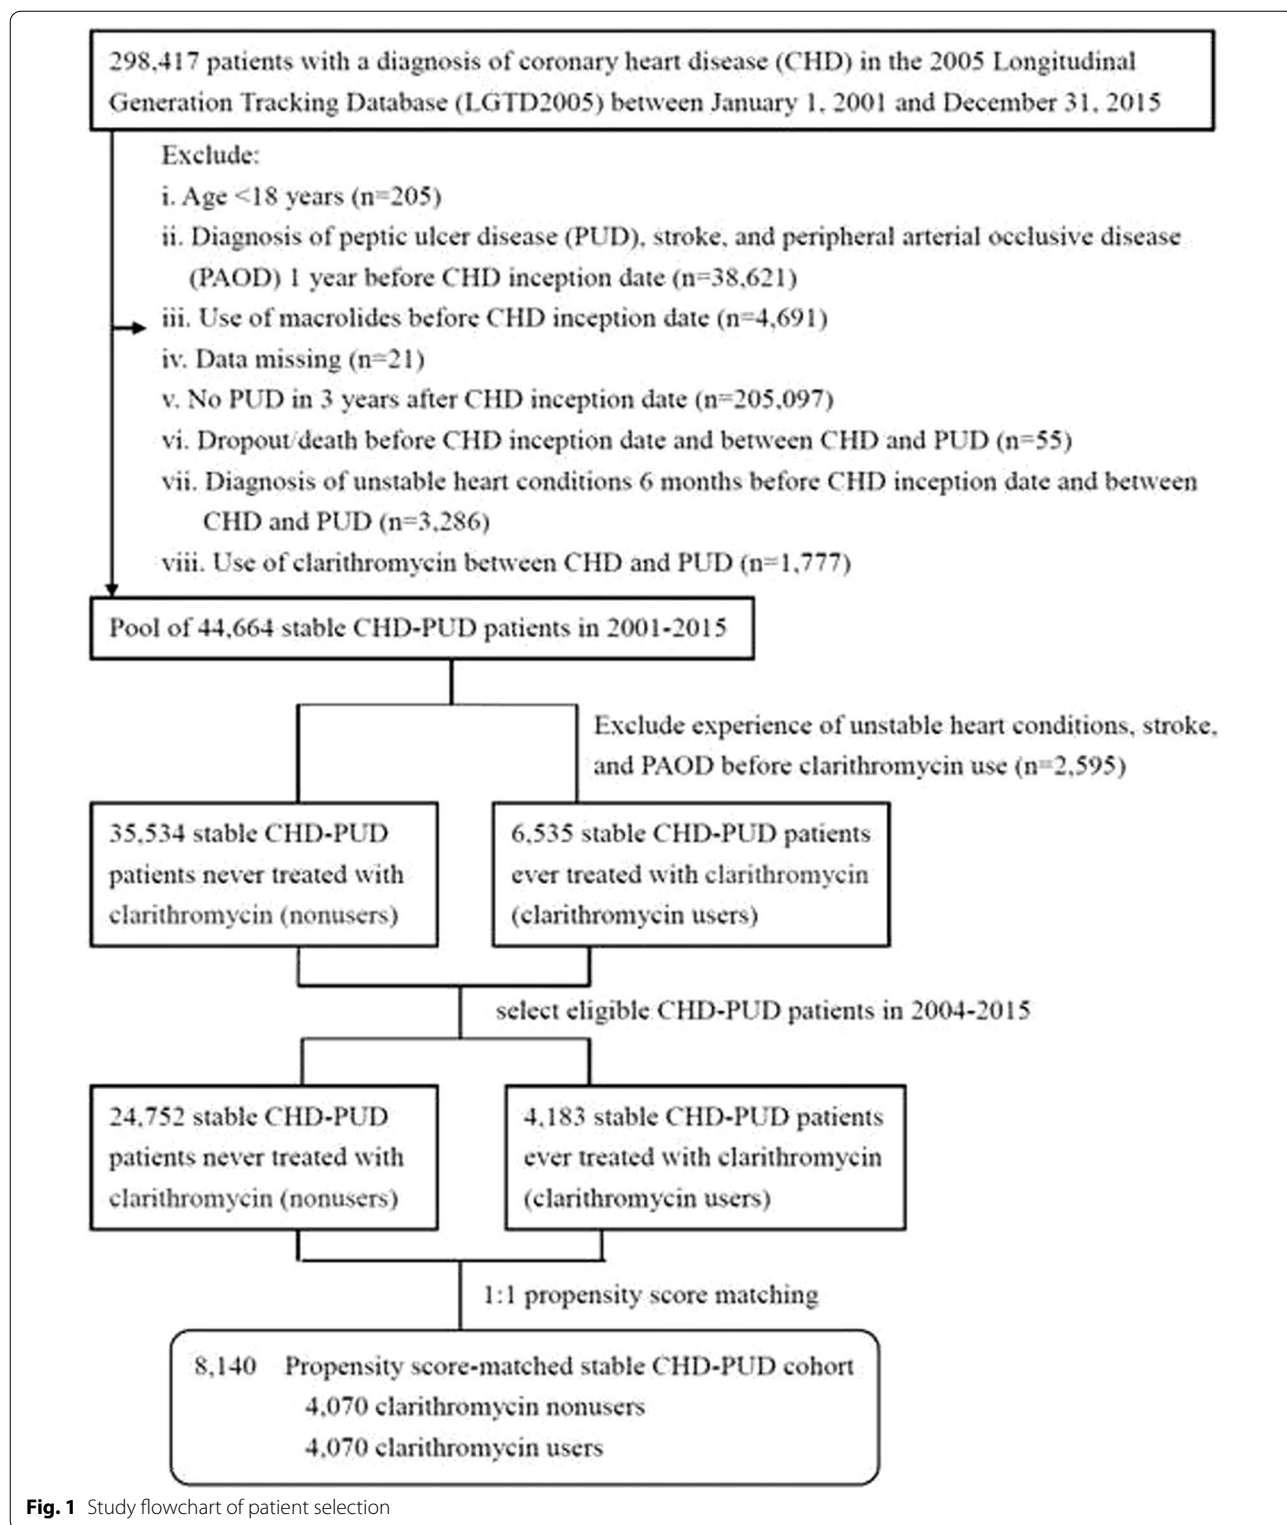 298,417 patients with a diagnosis of coronary heart disease (CHD) in the 2005 Longitudinal
Generation Tracking Database (LGTD2005) between January 1, 2001 and December 31, 2015
Exclude:
i. Age <18 years (n=205)
ii. Diagnosis of peptic ulcer disease (PUD), stroke, and peripheral arterial occlusive disease
(PAOD) 1 year before CHD inception date (n=38,621)
iii. Use of macrolides before CHD inception date (n=4,691)
iv. Data missing (n=21)
v. No PUD in 3 years after CHD inception date (n=205,097)
vi. Dropout/death before CHD inception date and between CHD and PUD (n=55)
vii. Diagnosis of unstable heart conditions 6 months before CHD inception date and between
CHD and PUD (n=3,286)
viii. Use of clarithromycin between CHD and PUD (n=1,777)
Pool of 44,664 stable CHD-PUD patients in 2001-2015
Exclude experience of unstable heart conditions, stroke,
and PAOD before clarithromycin use (n=2,595)
35,534 stable CHD-PUD
patients never treated with
clarithromycin (nonusers)
6,535 stable CHD-PUD patients
ever treated with clarithromycin
(clarithromycin users)
select eligible CHD-PUD patients in 2004-2015
24,752 stable CHD-PUD
patients never treated with
clarithromycin (nonusers)
4,183 stable CHD-PUD patients
ever treated with clarithromycin
(clarithromycin users)
1:1 propensity score matching
8,140 Propensity score-matched stable CHD-PUD cohort
4,070 clarithromycin nonusers
4,070 clarithromycin users
Fig. 1 Study flowchart of patient selection